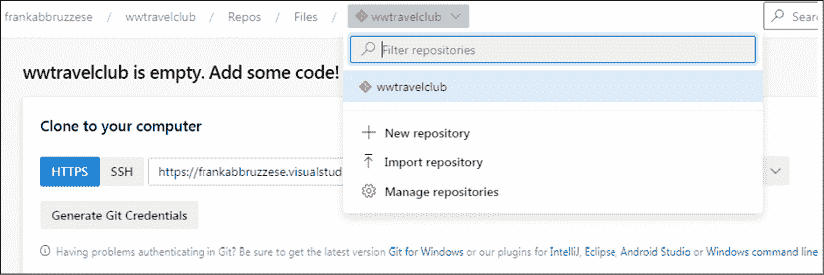 frankabbruzzese / wwtravelclub / Repos / Files / wwtravelclub
Sear
Filter repositories
wwtravelclub is empty. Add some code!
wwtravelclub
Clone to your computer
New repository
HTTPS SSH https://frankabbruzzese.visualstud
Import repository
Manage repositories
Generate Git Credentials
Having problems authenticating in Git? Be sure to get the latest version Git for Windows or our plugins for IntelliJ, Eclipse, Android Studio or Windows command line